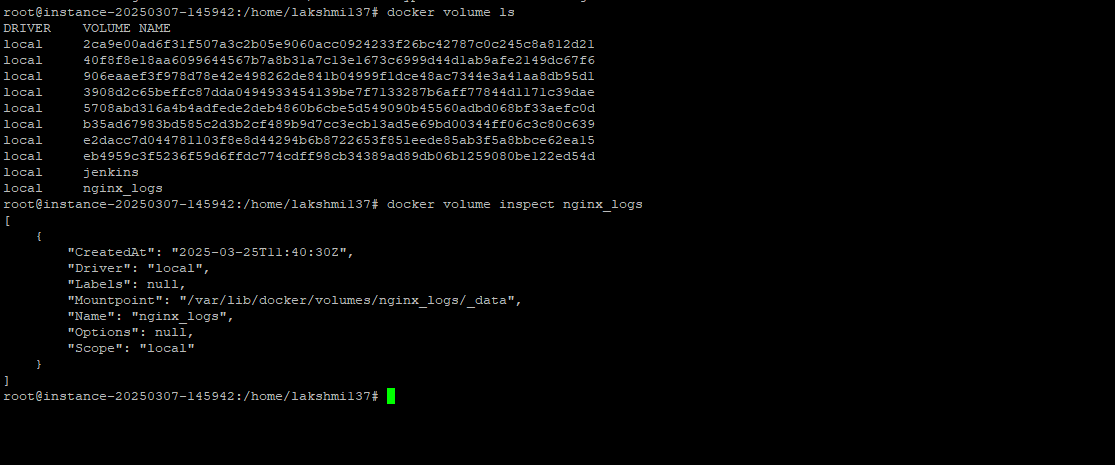 root@instance-20250307-145942:/home/lakshmi137# docker volume ls
DRIVER    VOLUME NAME
local     2ca9e00ad6f31f507a3c2b05e9060acc0924233f26bc42787c0c245c8a812d21
local     40f8f8e18aa6099644567b7a8b31a7c13e1673c6999d44d1ab9afe2149dc67f6
local     906eaaef3f978d78e42e498262de841b04999f1dce48ac7344e3a41aa8db95d1
local     3908d2c65beffc87dda0494933454139be7f7133287b6aff77844d1171c39dae
local     5708abd316a4b4adfede2deb4860b6cbe5d549090b45560adbd068bf33aefc0d
local     b35ad67983bd585c2d3b2cf489b9d7cc3ecb13ad5e69bd00344ff06c3c80c639
local     e2dacc7d044781103f8e8d44294b6b8722653f851eede85ab3f5a8bbce62ea15
local     eb4959c3f5236f59d6ffdc774cdff98cb34389ad89db06b1259080be122ed54d
local     jenkins
local     nginx_logs
root@instance-20250307-145942:/home/lakshmi137# docker volume inspect nginx_logs
[
    {
        "CreatedAt": "2025-03-25T11:40:30Z",
        "Driver": "local",
        "Labels": null,
        "Mountpoint": "/var/lib/docker/volumes/nginx_logs/_data",
        "Name": "nginx_logs",
        "Options": null,
        "Scope": "local"
    }
]
root@instance-20250307-145942:/home/lakshmi137#